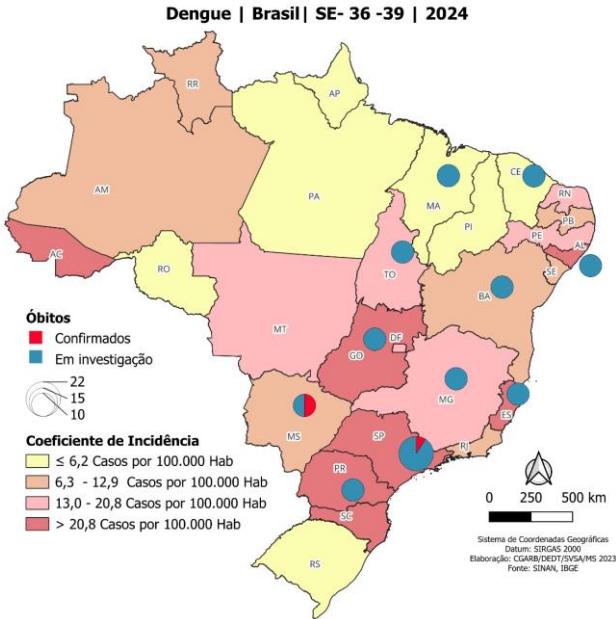 Dengue | Brasil| SE- 36 -39 | 2024
RR
AP
AM
PA
MA
CE
RN
PB
PI
PE
AL
AC
RO
TO
SE
BA
MT
Óbitos
Confirmados
Em investigação
22
15
10
GO
DF
MG
ES
MS
SP
RJ
Coeficiente de Incidência
≤ 6,2 Casos por 100.000 Hab
6,3 - 12,9 Casos por 100.000 Hab
13,0 - 20,8 Casos por 100.000 Hab
> 20,8 Casos por 100.000 Hab
PR
SC
RS
0 250 500 km
Sistema de Coordenadas Geográficas
Datum: SIRGAS 2000
Elaboração: CGARB/DEDT/SVSA/MS 2023
Fonte: SINAN, IBGE